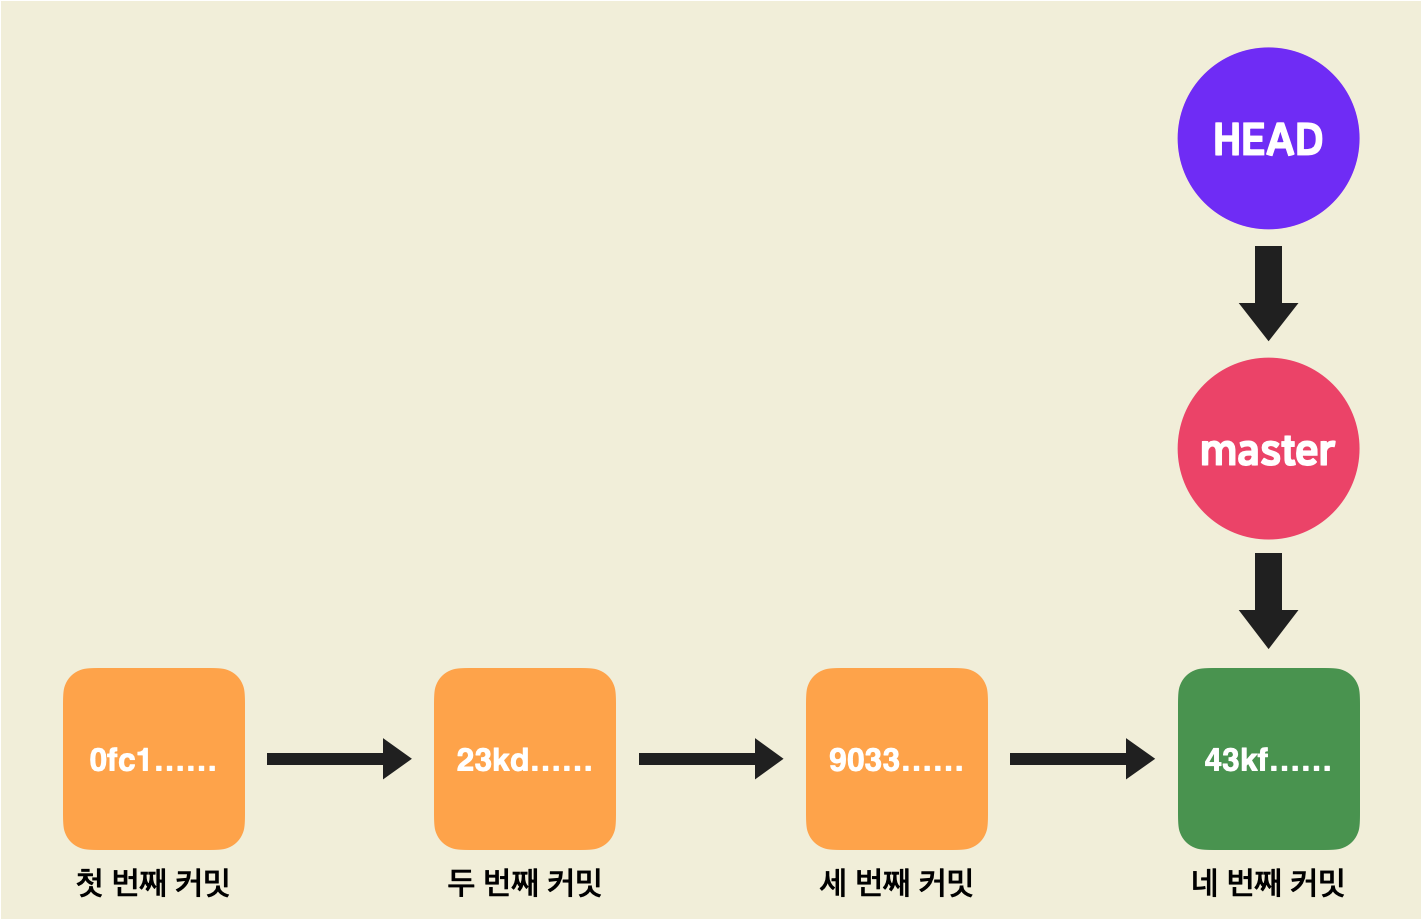 HEAD
master
0fc1......
23kd......
9033......
43kf......
첫 번째 커밋
두 번째 커밋
세 번째 커밋
네 번째 커밋